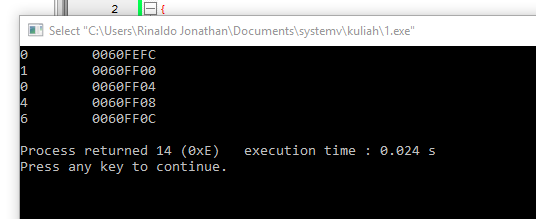 2 {
Select "C:\Users\Rinaldo Jonathan\Documents\systemv\kuliah\1.exe"
0 0060FEFC
1 0060FF00
0 0060FF04
4 0060FF08
6 0060FF0C
Process returned 14 (0xE) execution time : 0.024 s
Press any key to continue.